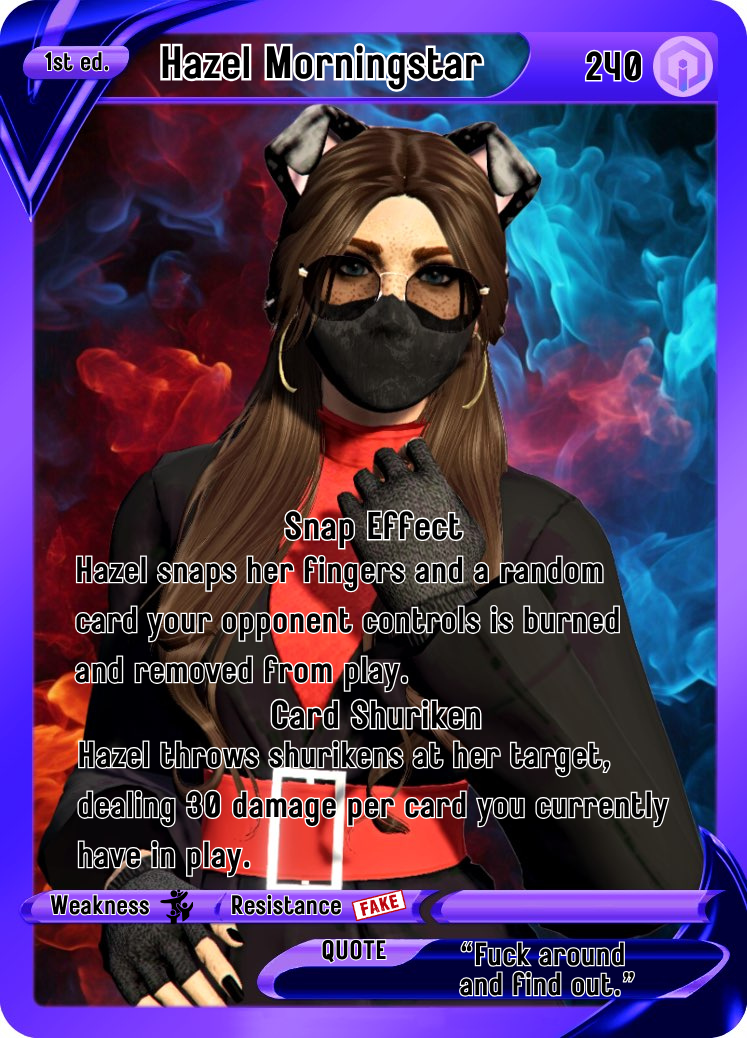 1st ed.
Hazel Morningstar
240
Snap Effect
Hazel snaps her fingers and a random
card your opponent controls is burned
and removed from play.
Card Shuriken
Hazel throws shurikens at her target,
dealing 30 damage per card you currently
have in play.
Weakness
Resistance FAKE
QUOTE
“Fuck around
and find out.”